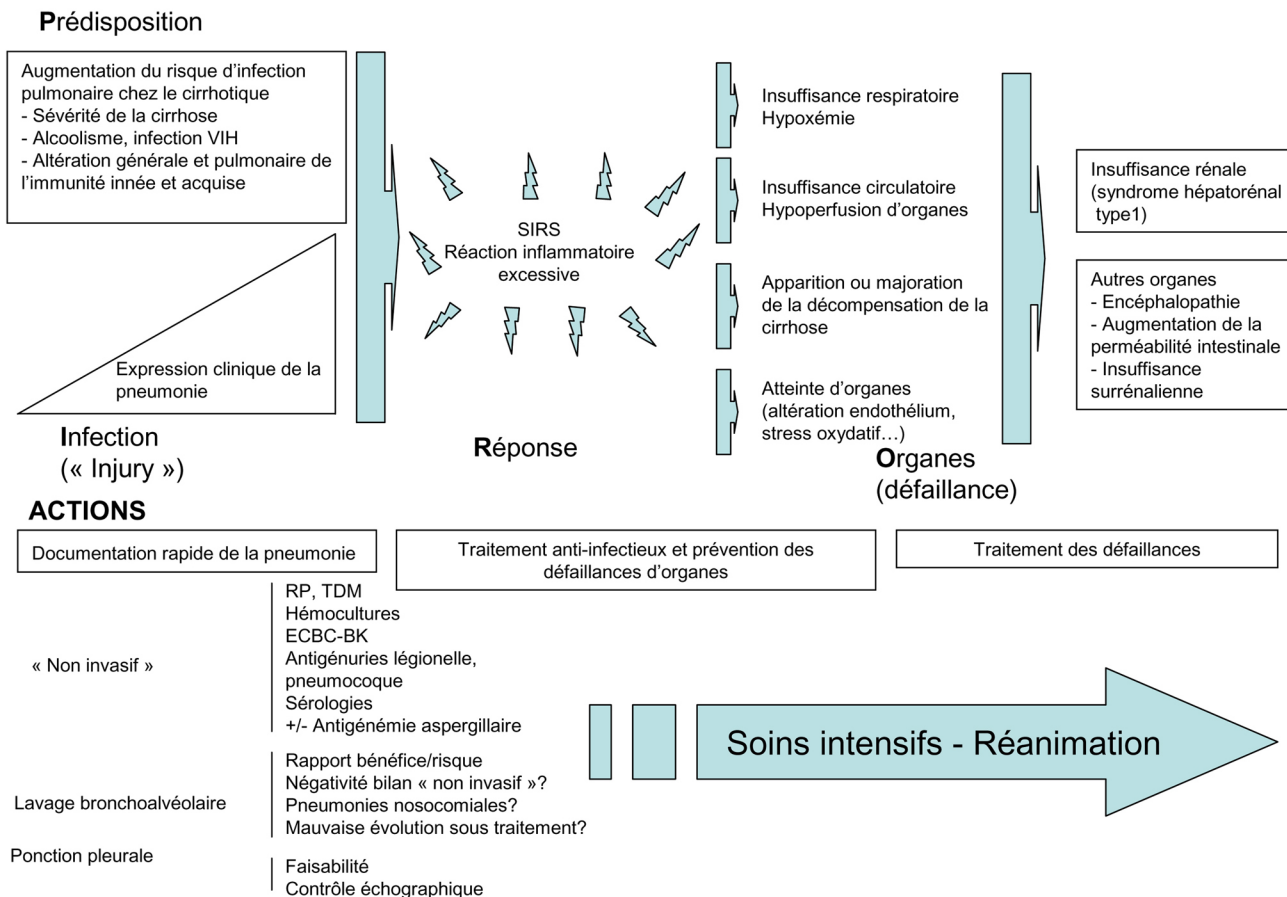 Prédisposition
Augmentation du risque d’infection
pulmonaire chez le cirrhotique
- Sévérité de la cirrhose
- Alcoolisme, infection VIH
- Altération générale et pulmonaire de
l’immunité innée et acquise
Expression clinique de la
pneumonie
Infection
(« Injury »)
SIRS
Réaction inflammatoire
excessive
Réponse
Insuffisance respiratoire
Hypoxémie
Insuffisance circulatoire
Hypoperfusion d’organes
Apparition ou majoration
de la décompensation de la
cirrhose
Atteinte d’organes
(altération endothélium,
stress oxydatif…)
Organes
(défaillance)
Insuffisance rénale
(syndrome hépatorénal
type1)
Autres organes
- Encéphalopathie
- Augmentation de la
perméabilité intestinale
- Insuffisance
surrénalienne
ACTIONS
Documentation rapide de la pneumonie
Traitement anti-infectieux et prévention des
défaillances d’organes
Traitement des défaillances
« Non invasif »
RP, TDM
Hémocultures
ECBC-BK
Antigénuries légionelle,
pneumocoque
Sérologies
+/- Antigénémie aspergillaire
Lavage bronchoalvéolaire
Rapport bénéfice/risque
Négativité bilan « non invasif »?
Pneumonies nosocomiales?
Mauvaise évolution sous traitement?
Ponction pleurale
Faisabilité
Contrôle échographique
Soins intensifs - Réanimation